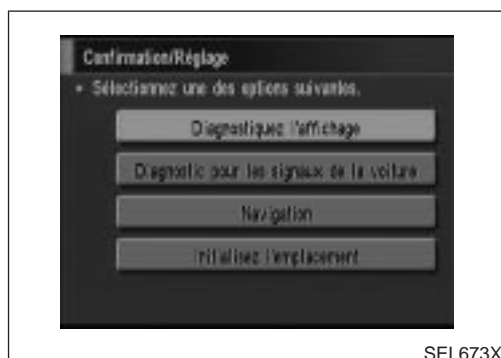 Confirmation/Réglage
• Sélectionnez une des options suivantes.
Diagnostiquez l'affichage
Diagnostic pour les signaux de la voiture
Navigation
Initialisez l'emplacement
SEL673X